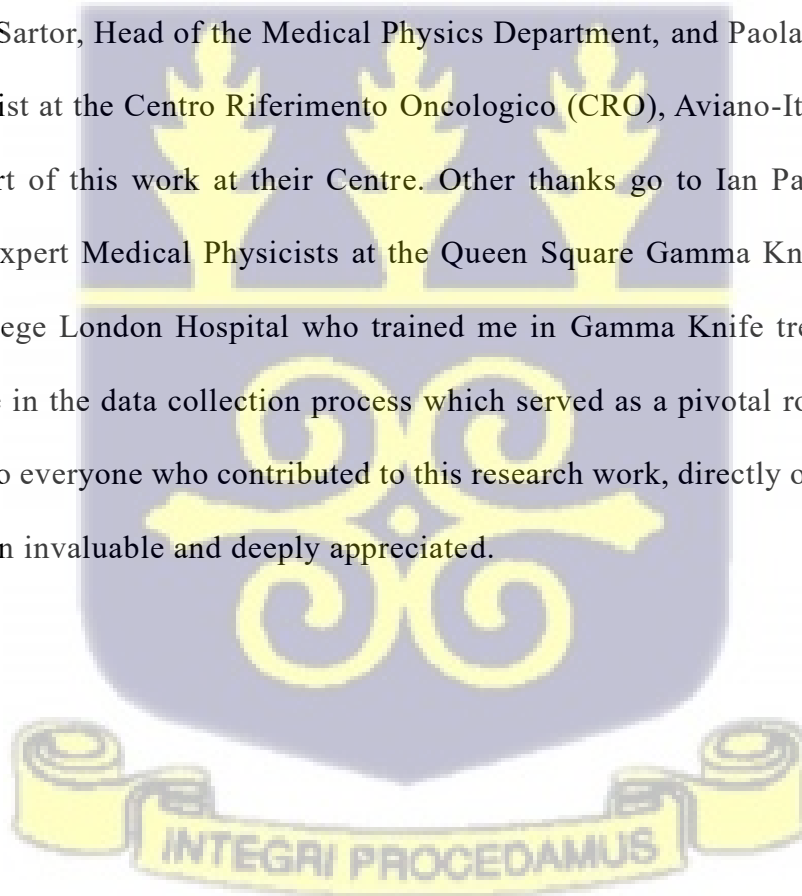 Sartor, Head of the Medical Physics Department, and Paola
ist at the Centro Riferimento Oncologico (CRO), Aviano-It
rt of this work at their Centre. Other thanks go to Ian Pa
xpert Medical Physicists at the Queen Square Gamma Kn
ege London Hospital who trained me in Gamma Knife tre
e in the data collection process which served as a pivotal ro
o everyone who contributed to this research work, directly o
n invaluable and deeply appreciated.
INTEGRI PROCEDAMUS